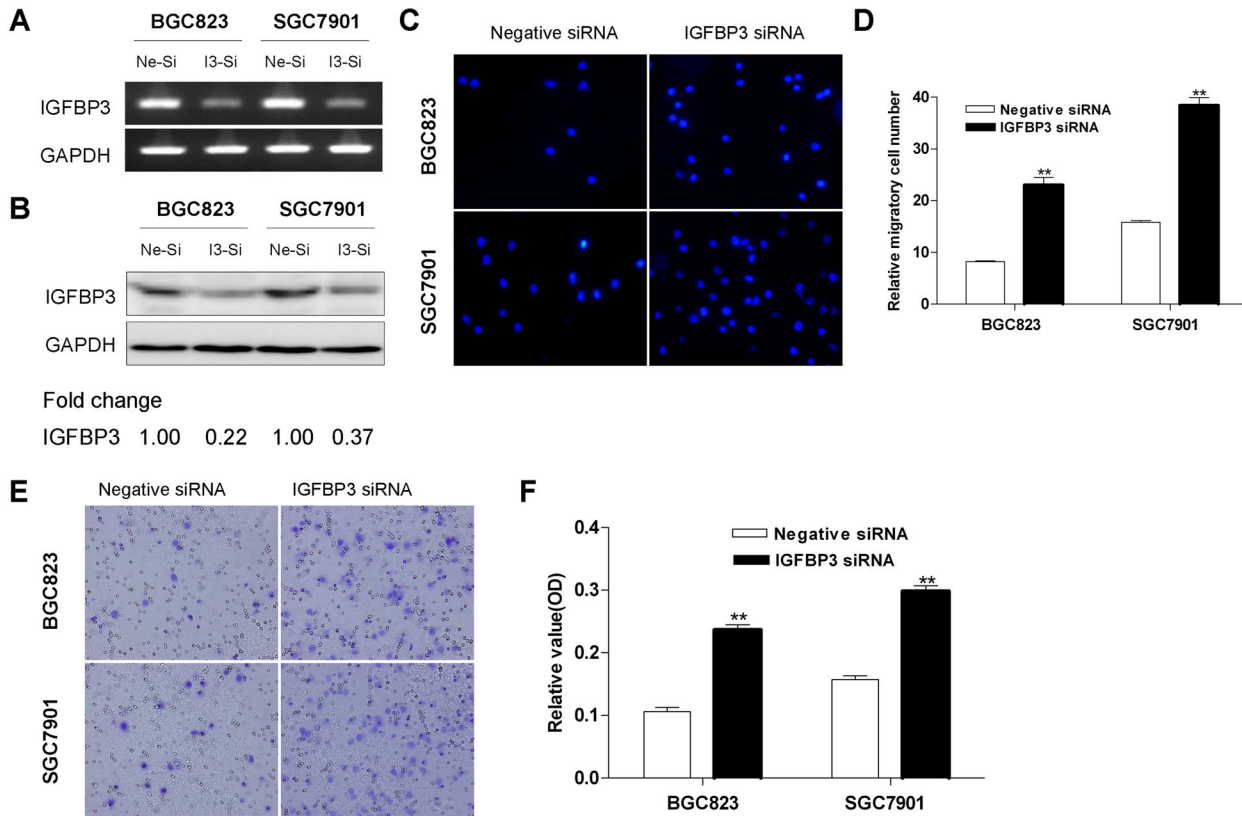 A
BGC823 SGC7901
Ne-Si I3-Si Ne-Si I3-Si
IGFBP3
GAPDH
B
BGC823 SGC7901
Ne-Si I3-Si Ne-Si I3-Si
IGFBP3
GAPDH
Fold change
IGFBP3 1.00 0.22 1.00 0.37
C
Negative siRNA IGFBP3 siRNA
BGC823
SGC7901
D
Relative migratory cell number
40
30
20
10
0
Negative siRNA
IGFBP3 siRNA
**
**
BGC823 SGC7901
E
Negative siRNA IGFBP3 siRNA
BGC823
SGC7901
F
Relative value(OD)
0.4
0.3
0.2
0.1
0.0
Negative siRNA
IGFBP3 siRNA
**
**
BGC823 SGC7901